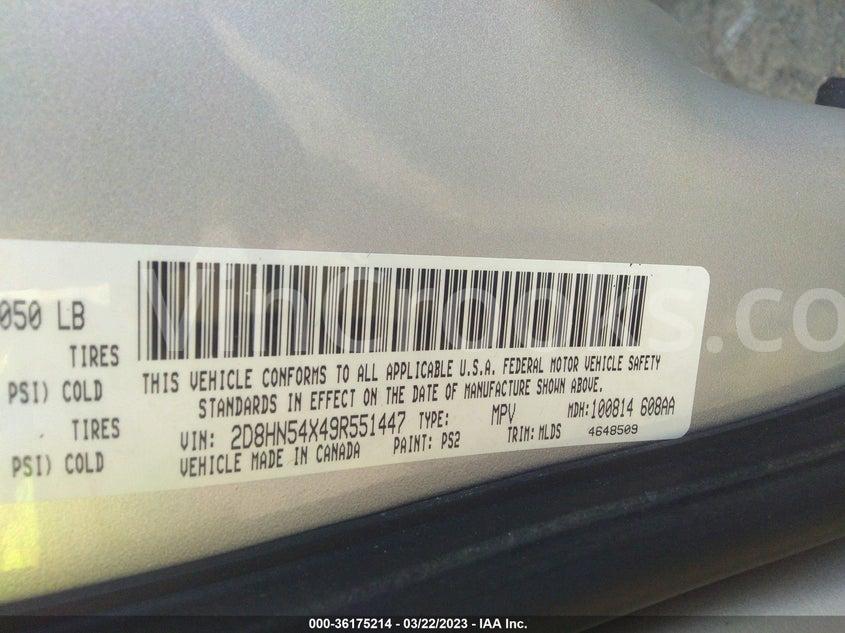 050 LB
TIRES
PSI) COLD
TIRES
PSI) COLD
THIS VEHICLE CONFORMS TO ALL APPLICABLE U.S.A. FEDERAL MOTOR VEHICLE SAFETY
STANDARDS IN EFFECT ON THE DATE OF MANUFACTURE SHOWN ABOVE.
VIN: 2D8HN54X49R551447 TYPE: MPV MDH:100814 608AA
VEHICLE MADE IN CANADA PAINT: PS2 TRIM: MLDS 4648509
VinCrooks.co
000-36175214 - 03/22/2023 - IAA Inc.